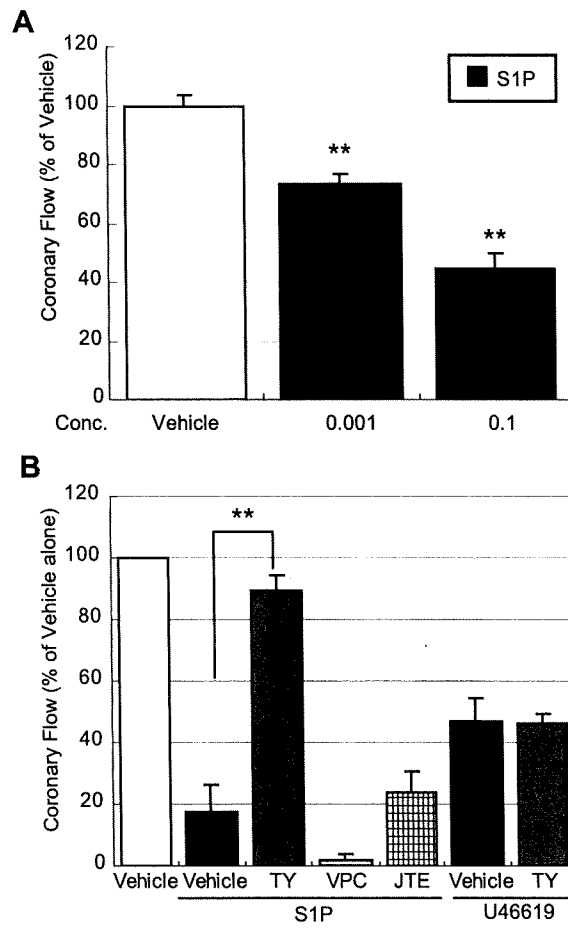 A
Coronary Flow (% of Vehicle)
120
100
80
60
40
20
0
S1P
**
**
Conc. Vehicle 0.001 0.1
B
Coronary Flow (% of Vehicle alone)
120
100
80
60
40
20
0
**
Vehicle Vehicle TY VPC JTE Vehicle TY
S1P U46619